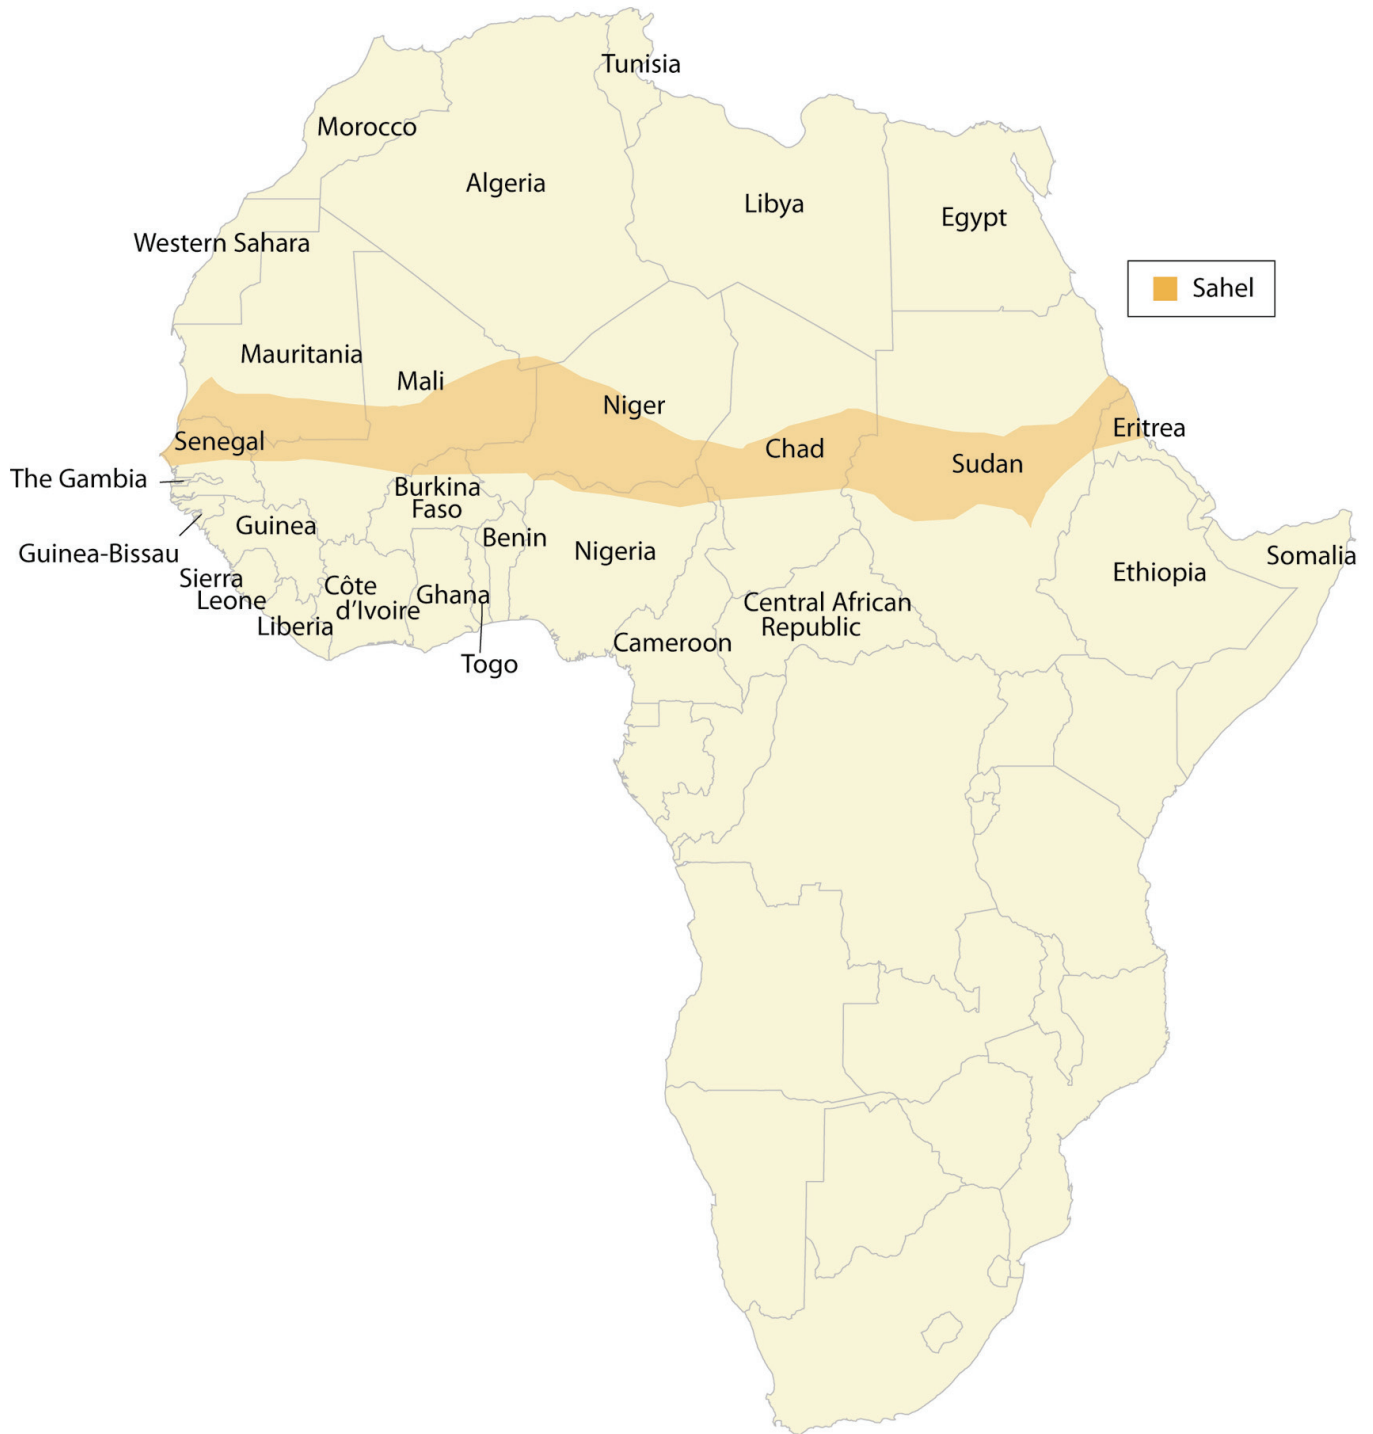 Tunisia
Morocco
Algeria
Libya
Egypt
Western Sahara
Sahel
Mauritania
Mali
Niger
Eritrea
Senegal
Chad
Sudan
The Gambia
Burkina
Faso
Guinea
Benin
Nigeria
Guinea-Bissau
Somalia
Ethiopia
Sierra
Leone
Côte
d'Ivoire
Ghana
Central African
Republic
Liberia
Cameroon
Togo